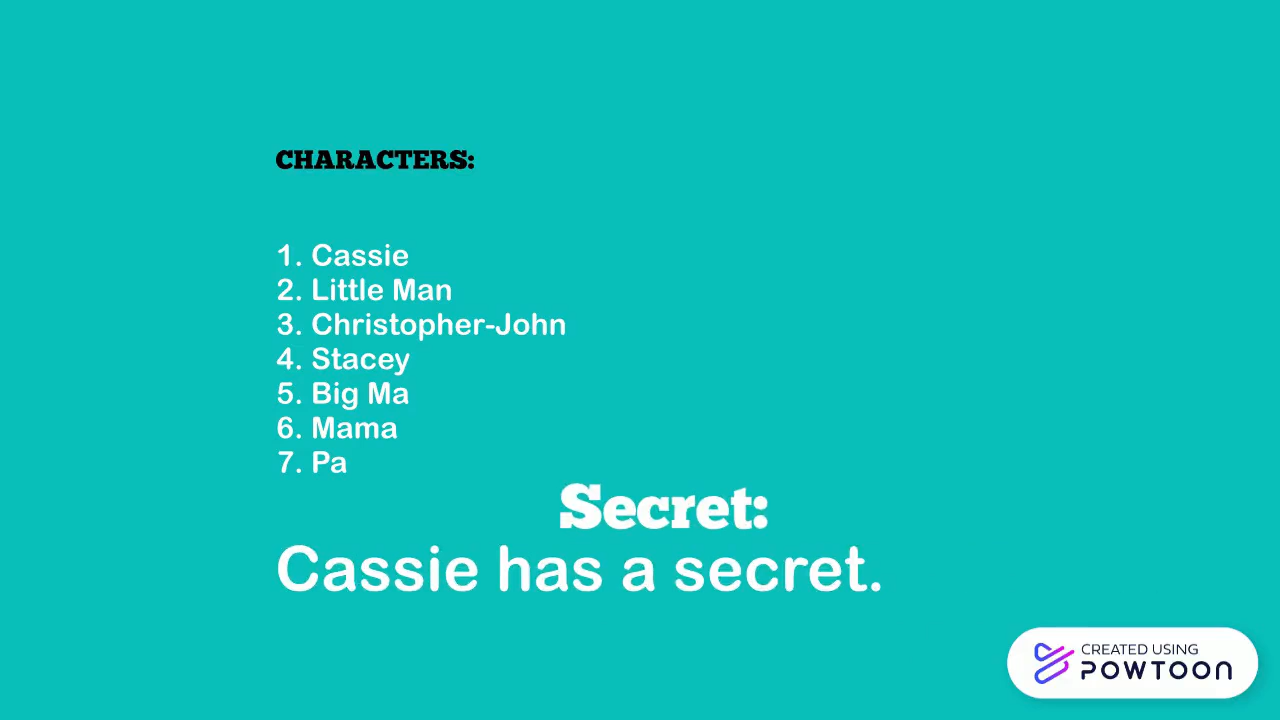 CHARACTERS:
1. Cassie
2. Little Man
3. Christopher-John
4. Stacey
5. Big Ma
6. Mama
7. Pa
Secret:
Cassie has a secret.
CREATED USING
POWTOON